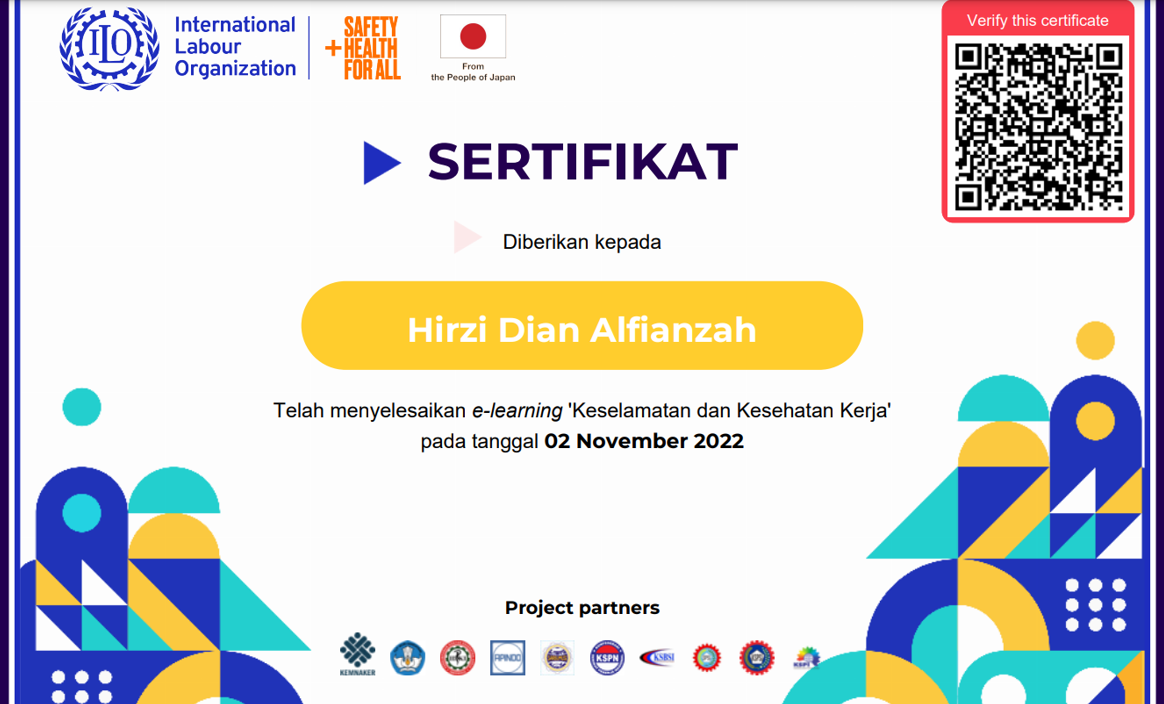 ILO
International
Labour
Organization
SAFETY
+HEALTH
FOR ALL
From
the People of Japan
Verify this certificate
SERTIFIKAT
Diberikan kepada
Hirzi Dian Alfianzah
Telah menyelesaikan e-learning 'Keselamatan dan Kesehatan Kerja'
pada tanggal 02 November 2022
Project partners
KEMNAKER
APINDO
KSPN
KSBSI
KSPI